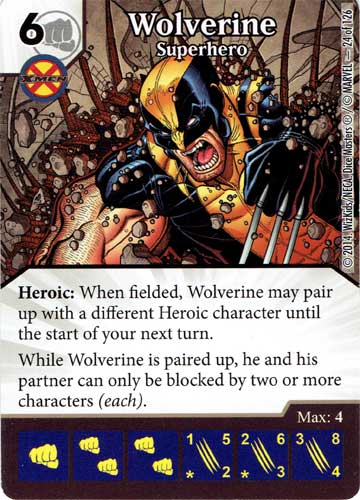 6
Wolverine
Superhero
X-MEN
© 2014 WizKids/NECA. Dice Masters ©/© MARVEL — 24 of 126
Heroic: When fielded, Wolverine may pair
up with a different Heroic character until
the start of your next turn.
While Wolverine is paired up, he and his
partner can only be blocked by two or more
characters (each).
Max: 4
1 5
* 2
2 6
* 3
3 8
4